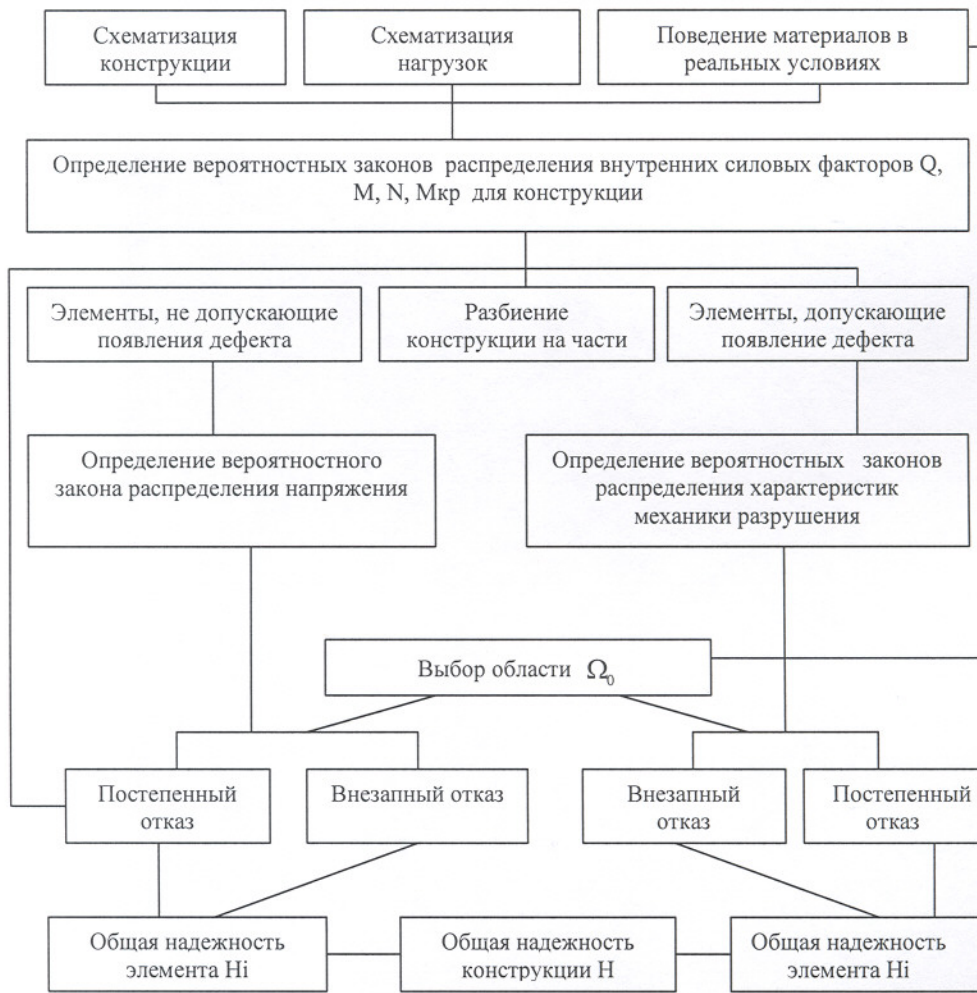 Схематизация
конструкции
Схематизация
нагрузок
Поведение материалов в
реальных условиях
Определение вероятностных законов распределения внутренних силовых факторов Q,
M, N, Мкр для конструкции
Элементы, не допускающие
появления дефекта
Разбиение
конструкции на части
Элементы, допускающие
появление дефекта
Определение вероятностного
закона распределения напряжения
Определение вероятностных законов
распределения характеристик
механики разрушения
Выбор области Ω₀
Постепенный
отказ
Внезапный отказ
Внезапный
отказ
Постепенный
отказ
Общая надежность
элемента Hi
Общая надежность
конструкции H
Общая надежность
элемента Hi